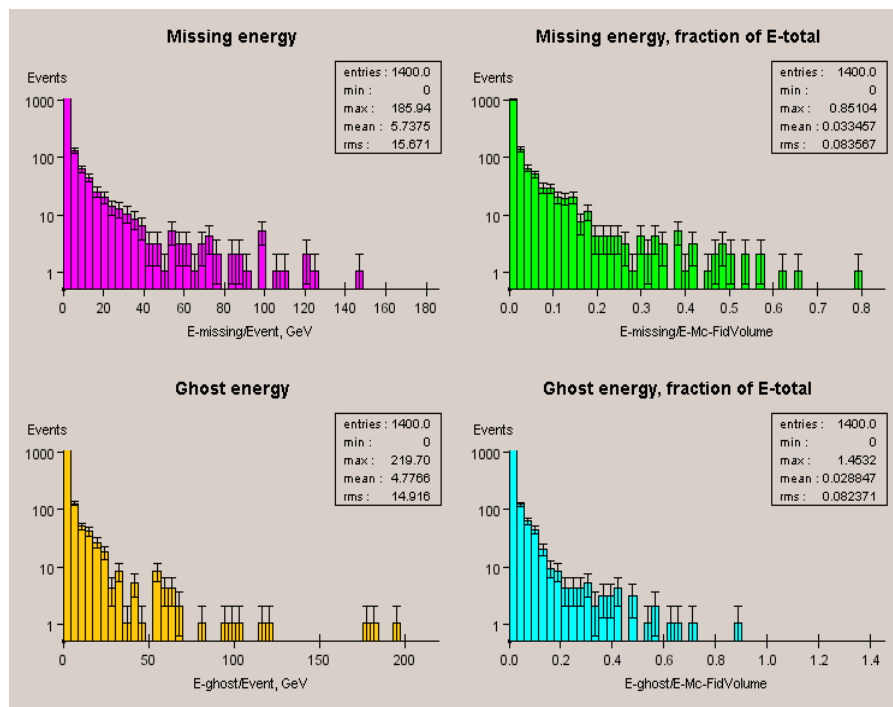 Missing energy
Events
entries : 1400.0
min : 0
max : 185.94
mean : 5.7375
rms : 15.671
1000
100
10
1
0 20 40 60 80 100 120 140 160 180
E-missing/Event, GeV
Missing energy, fraction of E-total
Events
entries : 1400.0
min : 0
max : 0.85104
mean : 0.033457
rms : 0.083567
1000
100
10
1
0.0 0.1 0.2 0.3 0.4 0.5 0.6 0.7 0.8
E-missing/E-Mc-FidVolume
Ghost energy
Events
entries : 1400.0
min : 0
max : 219.70
mean : 4.7766
rms : 14.916
1000
100
10
1
0 50 100 150 200
E-ghost/Event, GeV
Ghost energy, fraction of E-total
Events
entries : 1400.0
min : 0
max : 1.4532
mean : 0.028847
rms : 0.082371
1000
100
10
1
0.0 0.2 0.4 0.6 0.8 1.0 1.2 1.4
E-ghost/E-Mc-FidVolume